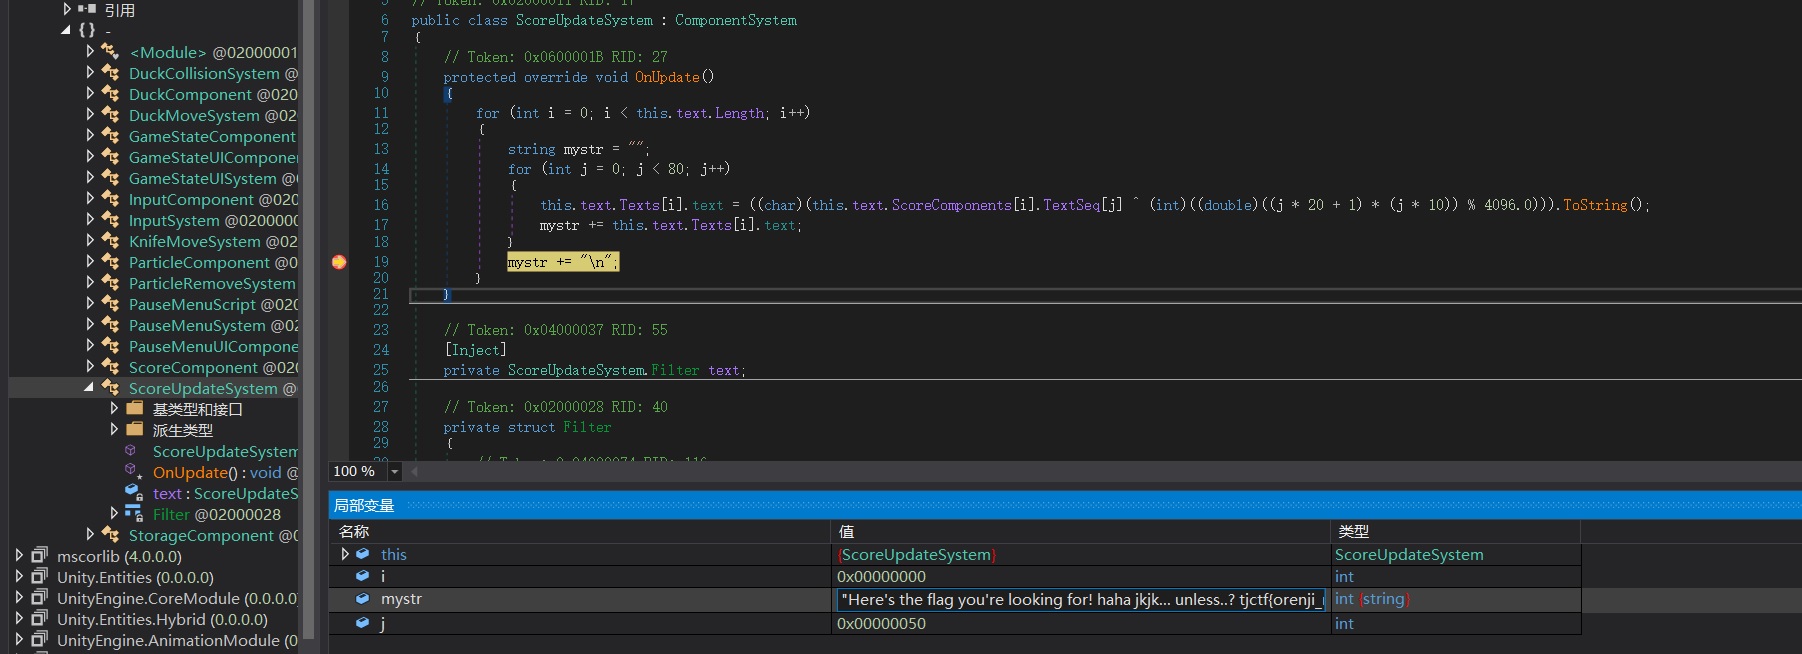 引用
{ } -
<Module> @02000001
DuckCollisionSystem @
DuckComponent @020
DuckMoveSystem @02
GameStateComponent
GameStateUICompone
GameStateUISystem @
InputComponent @02
InputSystem @020000
KnifeMoveSystem @02
ParticleComponent @0
ParticleRemoveSystem
PauseMenuScript @020
PauseMenuSystem @02
PauseMenuUICompone
ScoreComponent @020
ScoreUpdateSystem @
基类型和接口
派生类型
ScoreUpdateSystem
OnUpdate() : void @
text : ScoreUpdateS
Filter @02000028
StorageComponent @0
mscorlib (4.0.0.0)
Unity.Entities (0.0.0.0)
UnityEngine.CoreModule (0.0.0.0)
Unity.Entities.Hybrid (0.0.0.0)
UnityEngine.AnimationModule (0
5 // Token: 0x02000011 RID: 17
6 public class ScoreUpdateSystem : ComponentSystem
7 {
8 // Token: 0x0600001B RID: 27
9 protected override void OnUpdate()
10 {
11 for (int i = 0; i < this.text.Length; i++)
12 {
13 string mystr = "";
14 for (int j = 0; j < 80; j++)
15 {
16 this.text.Texts[i].text = ((char)(this.text.ScoreComponents[i].TextSeq[j] ^ (int)((double)((j * 20 + 1) * (j * 10)) % 4096.0))).ToString();
17 mystr += this.text.Texts[i].text;
18 }
19 mystr += "\n";
20 }
21 }
22
23 // Token: 0x04000037 RID: 55
24 [Inject]
25 private ScoreUpdateSystem.Filter text;
26
27 // Token: 0x02000028 RID: 40
28 private struct Filter
29 {
100 %
局部变量
名称 值 类型
this {ScoreUpdateSystem} ScoreUpdateSystem
i 0x00000000 int
mystr "Here's the flag you're looking for! haha jkjk... unless..? tjctf{orenji_ int {string}
j 0x00000050 int